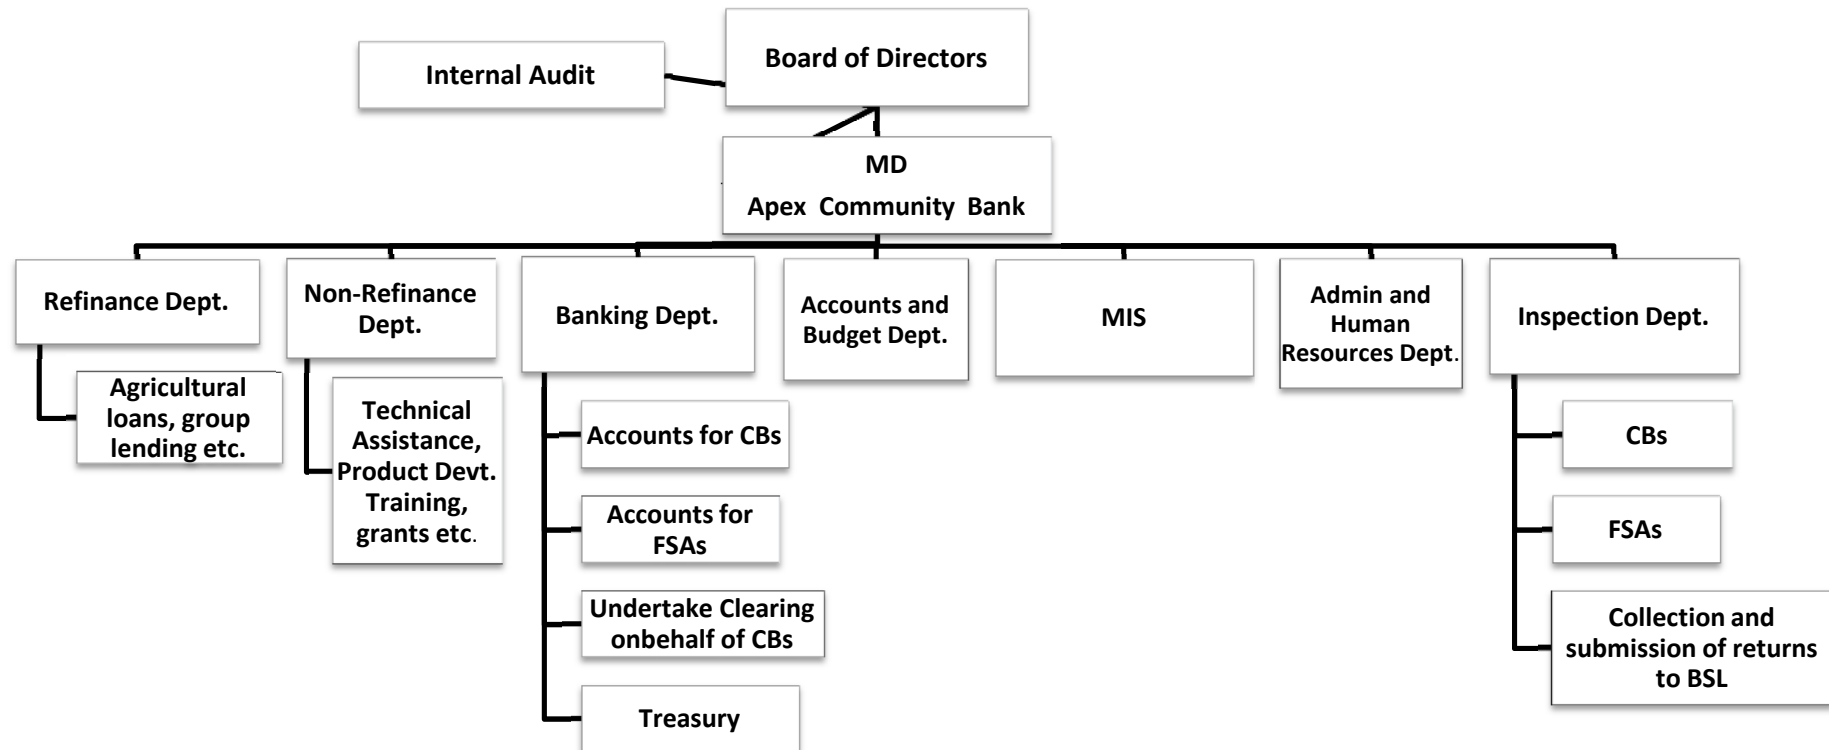 Internal Audit
Board of Directors
MD
Apex Community Bank
Refinance Dept.
Agricultural
loans, group
lending etc.
Non-Refinance
Dept.
Technical
Assistance,
Product Devt.
Training,
grants etc.
Banking Dept.
Accounts for CBs
Accounts for
FSAs
Undertake Clearing
onbehalf of CBs
Treasury
Accounts and
Budget Dept.
MIS
Admin and
Human
Resources Dept.
Inspection Dept.
CBs
FSAs
Collection and
submission of returns
to BSL